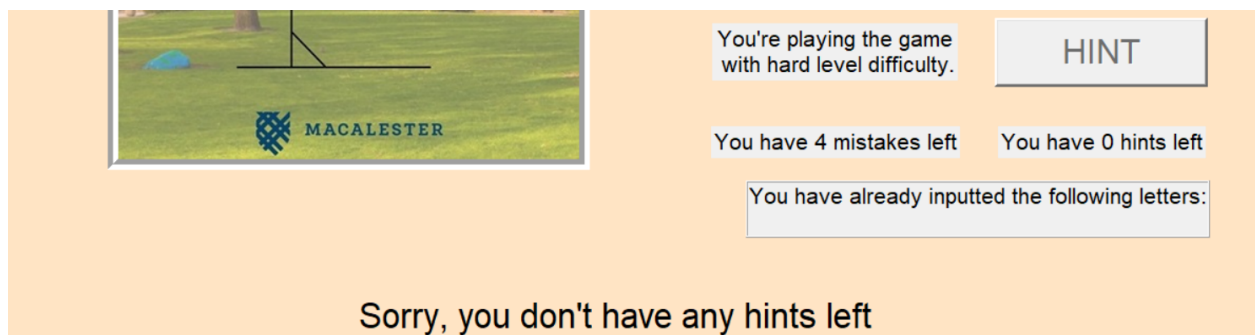 You're playing the game
with hard level difficulty.
HINT
MACALESTER
You have 4 mistakes left
You have 0 hints left
You have already inputted the following letters:
Sorry, you don't have any hints left